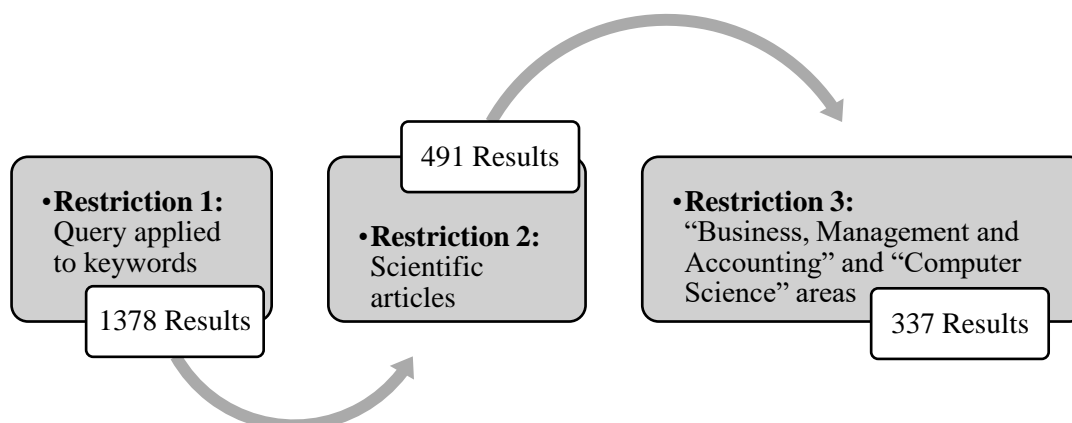 •Restriction 1:
Query applied
to keywords
1378 Results
491 Results
•Restriction 2:
Scientific
articles
•Restriction 3:
“Business, Management and
Accounting” and “Computer
Science” areas
337 Results